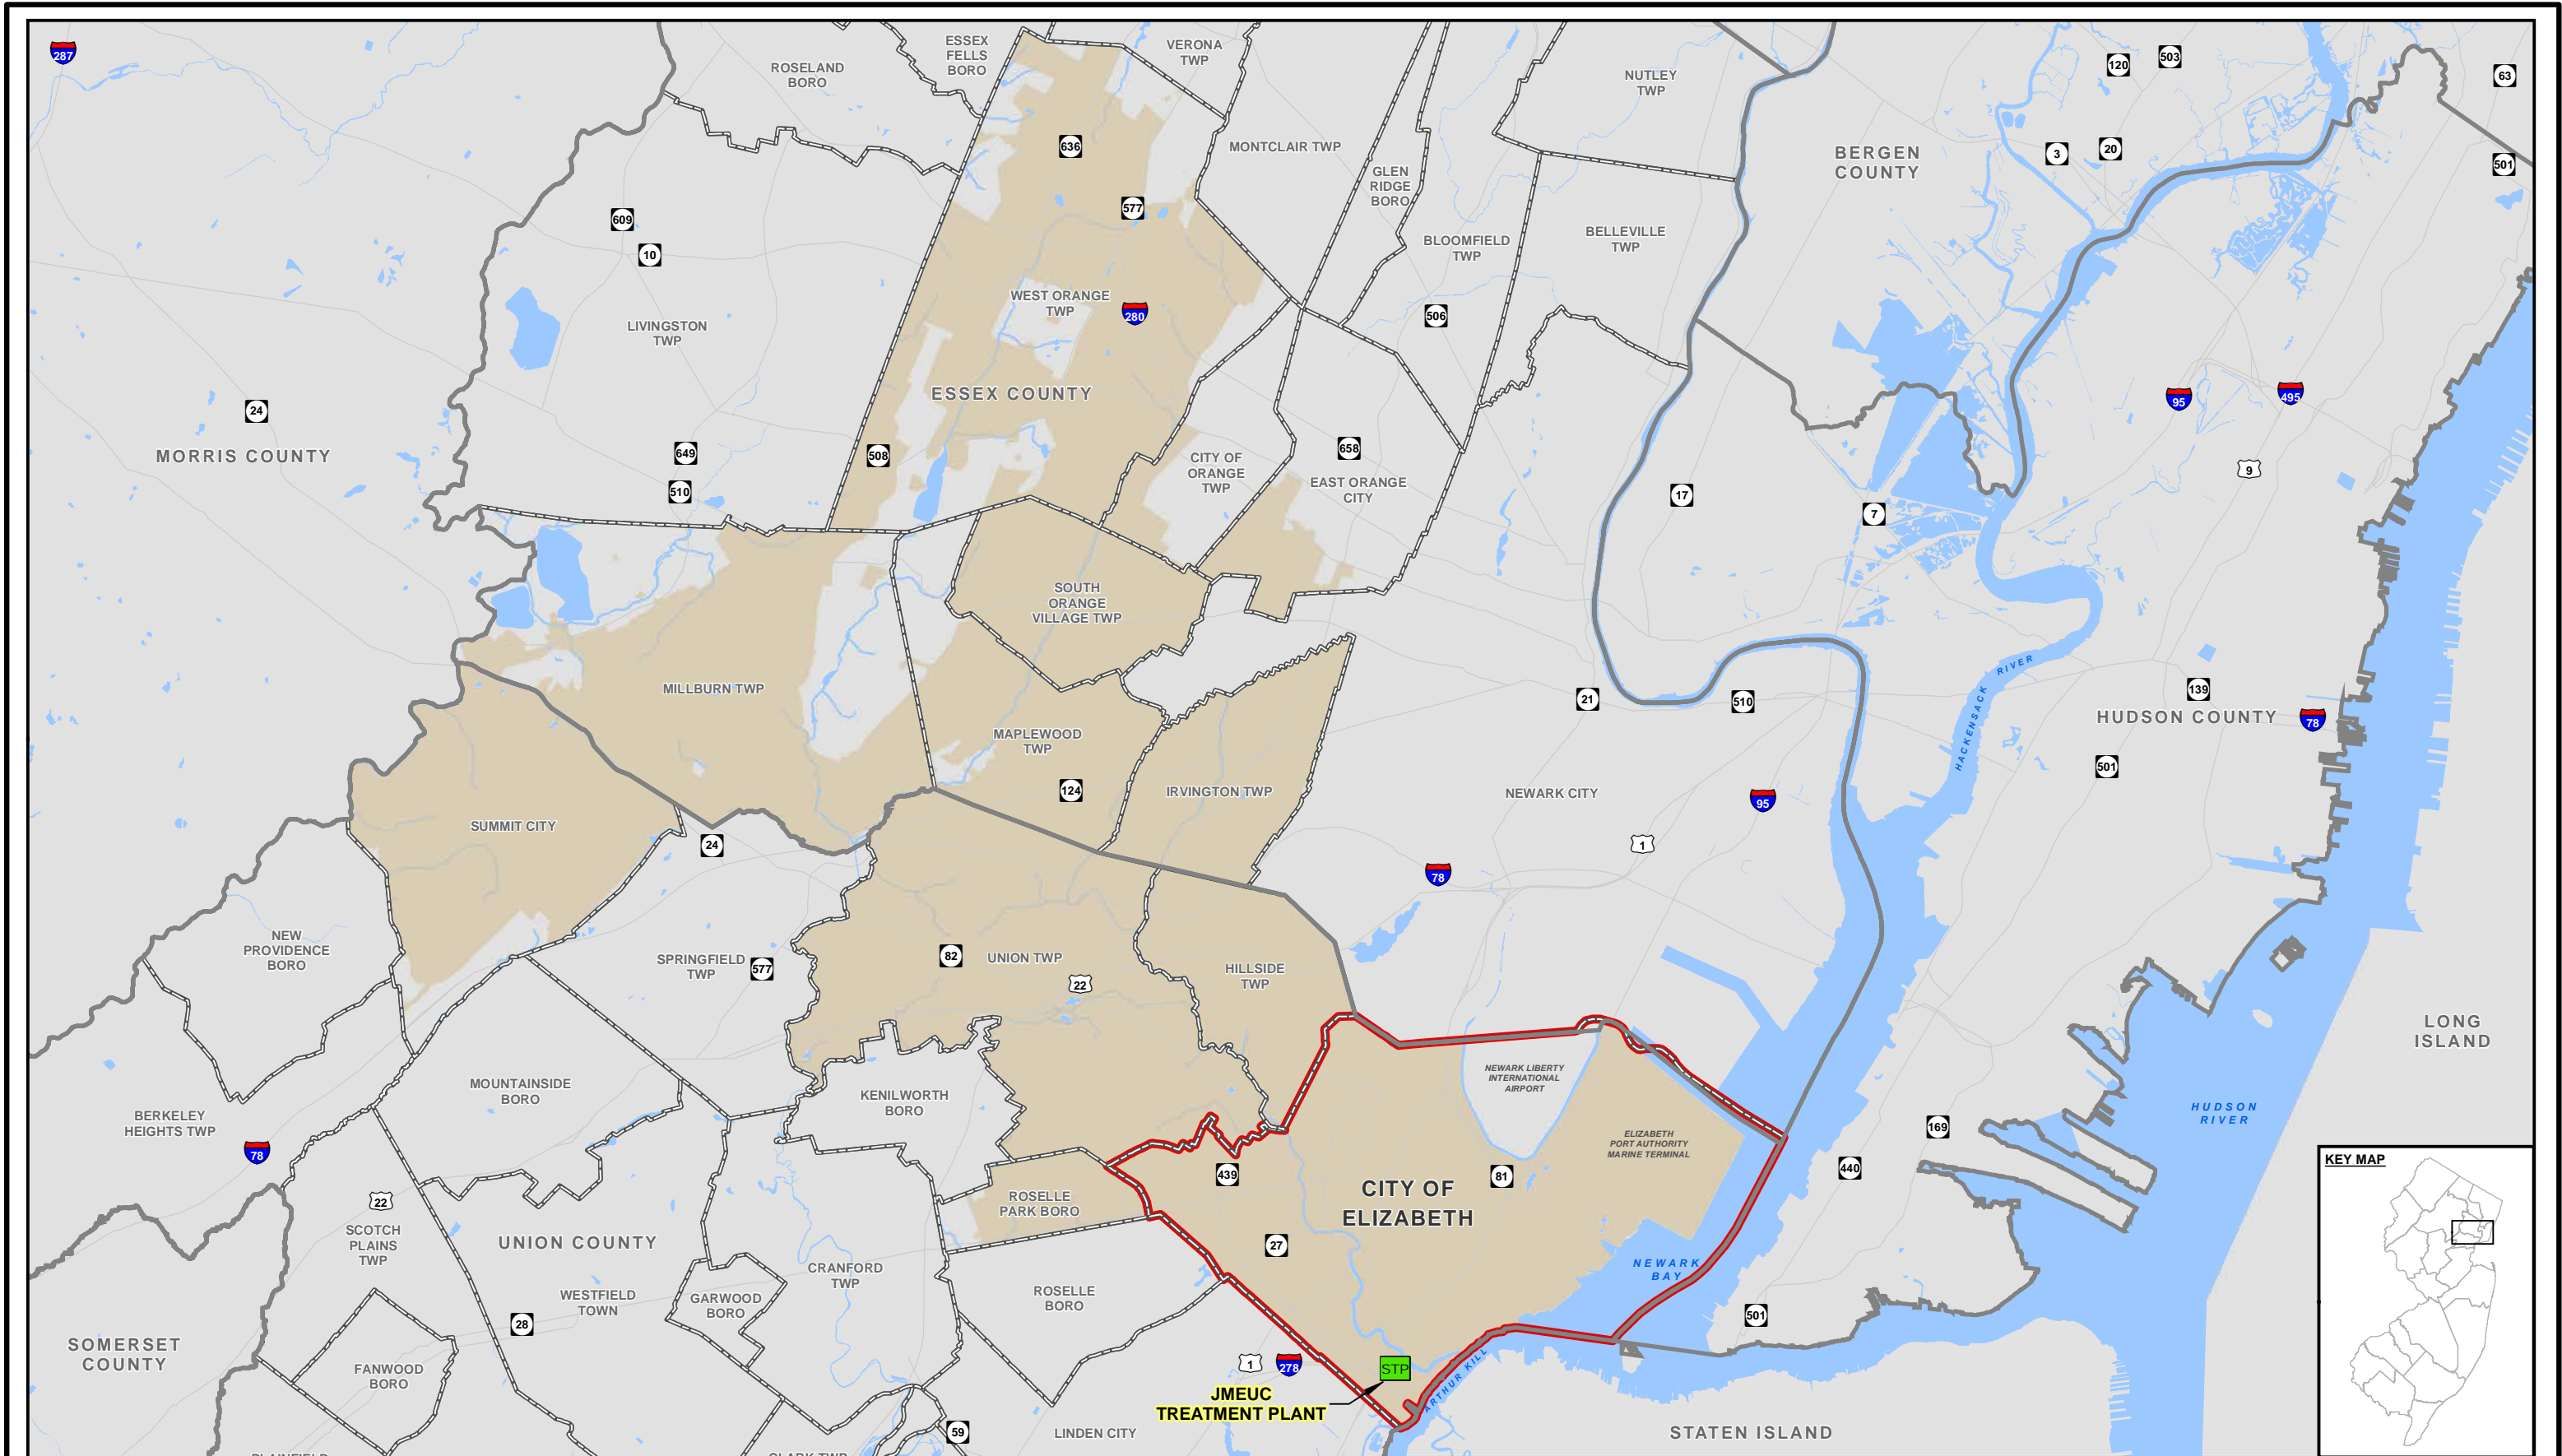 287
ROSELAND
BORO
ESSEX
FELLS
BORO
VERONA
TWP
NUTLEY
TWP
120
503
63
636
MONTCLAIR TWP
GLEN
RIDGE
BORO
BERGEN
COUNTY
3
20
501
609
10
577
BLOOMFIELD
TWP
BELLEVILLE
TWP
LIVINGSTON
TWP
WEST ORANGE
TWP
280
506
ESSEX COUNTY
95
495
24
MORRIS COUNTY
649
510
508
CITY OF
ORANGE
TWP
658
EAST ORANGE
CITY
17
7
9
SOUTH
ORANGE
VILLAGE TWP
MILLBURN TWP
MAPLEWOOD
TWP
124
IRVINGTON TWP
21
510
HACKENSACK RIVER
139
HUDSON COUNTY
78
501
NEWARK CITY
95
1
78
SUMMIT CITY
24
NEW
PROVIDENCE
BORO
SPRINGFIELD
TWP
577
82
UNION TWP
22
HILLSIDE
TWP
LONG
ISLAND
NEWARK LIBERTY
INTERNATIONAL
AIRPORT
MOUNTAINSIDE
BORO
KENILWORTH
BORO
BERKELEY
HEIGHTS TWP
78
ELIZABETH
PORT AUTHORITY
MARINE TERMINAL
169
HUDSON
RIVER
440
439
81
CITY OF
ELIZABETH
KEY MAP
22
SCOTCH
PLAINS
TWP
UNION COUNTY
ROSELLE
PARK BORO
27
NEWARK
BAY
CRANFORD
TWP
WESTFIELD
TOWN
GARWOOD
BORO
ROSELLE
BORO
28
501
SOMERSET
COUNTY
FANWOOD
BORO
1
278
STP
ARTHUR KILL
JMEUC
TREATMENT PLANT
59
LINDEN CITY
STATEN ISLAND
PLAINFIELD
CLARK TWP